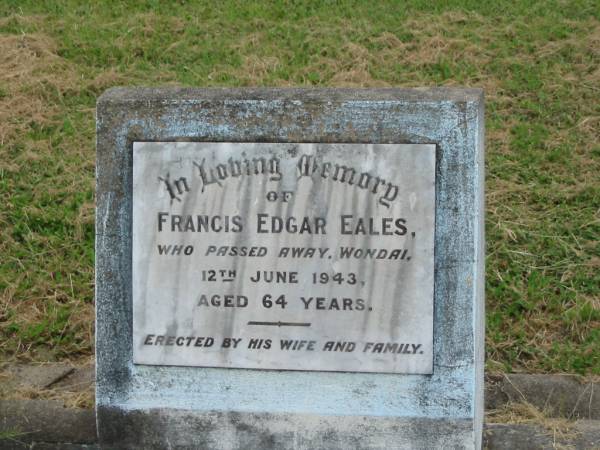 In Loving Memory
OF
FRANCIS EDGAR EALES,
WHO PASSED AWAY, WONDAI,
12TH JUNE 1943,
AGED 64 YEARS.
ERECTED BY HIS WIFE AND FAMILY.